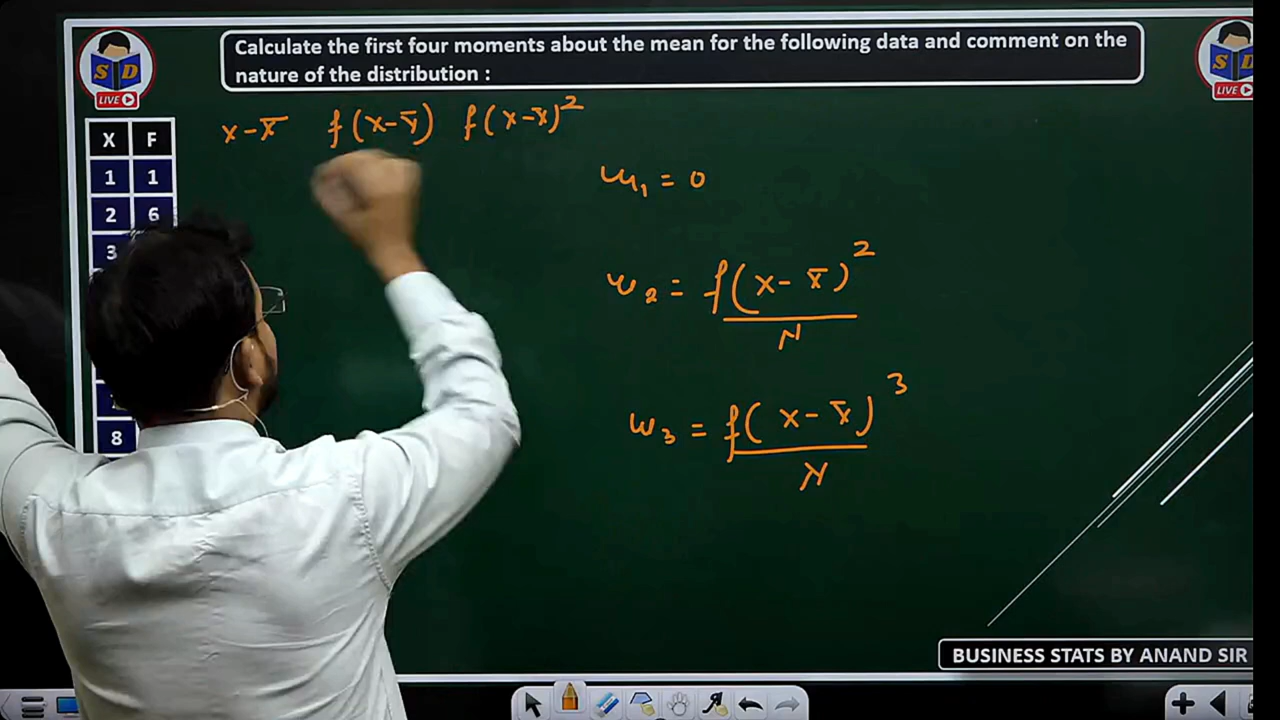 Calculate the first four moments about the mean for the following data and comment on the
nature of the distribution :
S D
LIVE
S D
LIVE
x-x̄ f(x-x̄) f(x-x̄)²
X F
1 1
2 6
3
8
μ₁ = 0
μ₂ = f(x-x̄)²
N
μ₃ = f(x-x̄)³
N
BUSINESS STATS BY ANAND SIR